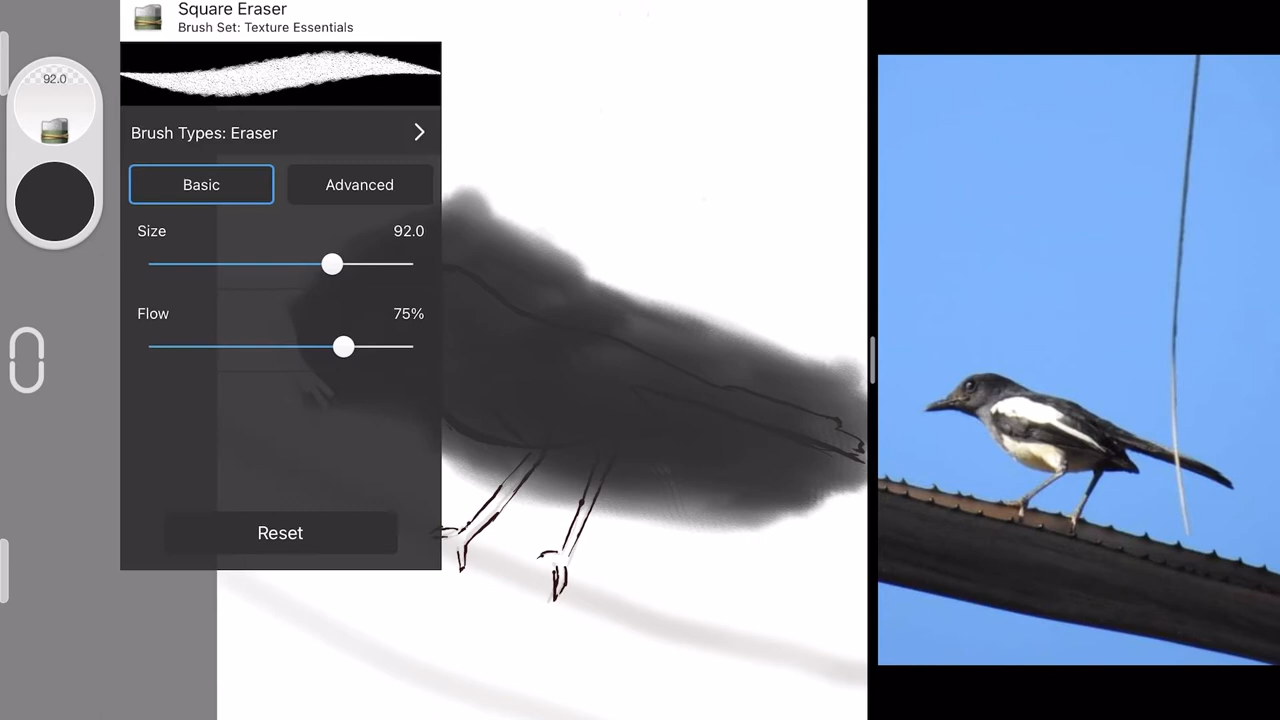 Square Eraser
Brush Set: Texture Essentials
92.0
Brush Types: Eraser
Basic
Advanced
Size
92.0
Flow
75%
Reset